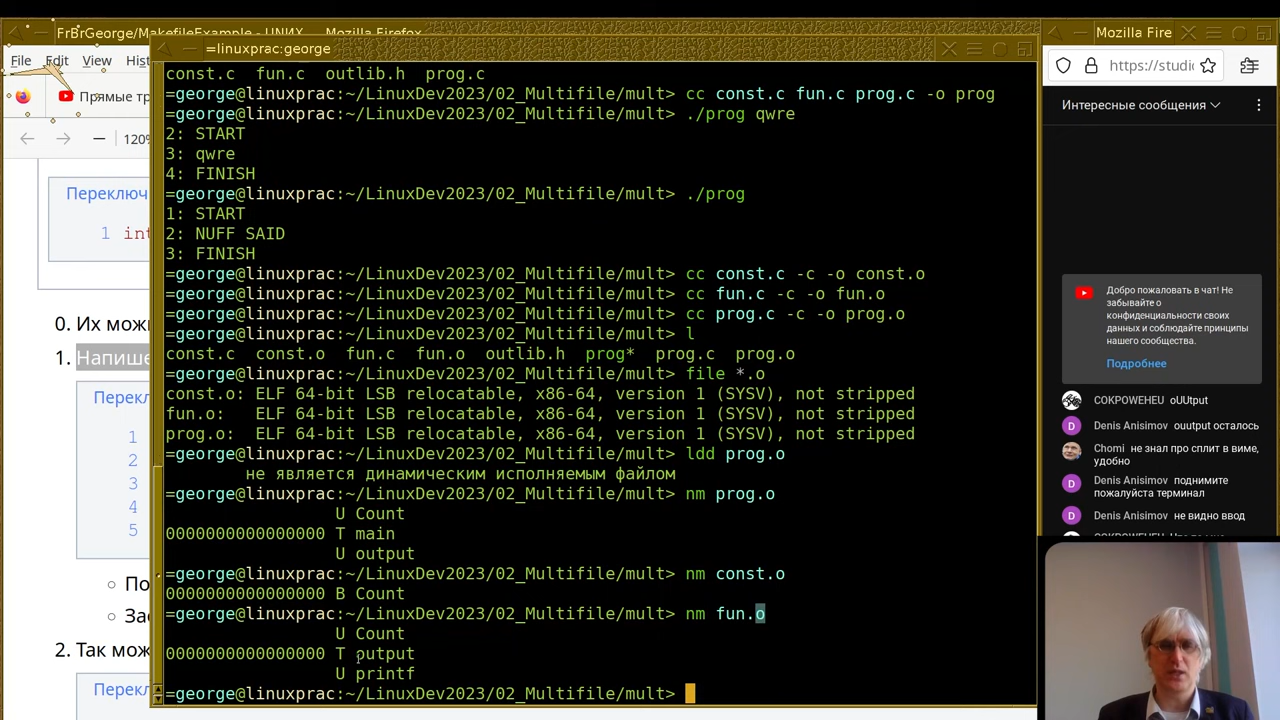 FrBrGeorge/MakefileExample - UNИX — Mozilla Firefox
File Edit View Hist
Прямые тр
120%
Переключ
1 int
0. Их можн
1. Напише
Перекл
1
2
3
4
5
По
Зас
2. Так мож
Перекл
=linuxprac:george
const.c fun.c outlib.h prog.c
=george@linuxprac:~/LinuxDev2023/02_Multifile/mult> cc const.c fun.c prog.c -o prog
=george@linuxprac:~/LinuxDev2023/02_Multifile/mult> ./prog qwre
2: START
3: qwre
4: FINISH
=george@linuxprac:~/LinuxDev2023/02_Multifile/mult> ./prog
1: START
2: NUFF SAID
3: FINISH
=george@linuxprac:~/LinuxDev2023/02_Multifile/mult> cc const.c -c -o const.o
=george@linuxprac:~/LinuxDev2023/02_Multifile/mult> cc fun.c -c -o fun.o
=george@linuxprac:~/LinuxDev2023/02_Multifile/mult> cc prog.c -c -o prog.o
=george@linuxprac:~/LinuxDev2023/02_Multifile/mult> l
const.c const.o fun.c fun.o outlib.h prog* prog.c prog.o
=george@linuxprac:~/LinuxDev2023/02_Multifile/mult> file *.o
const.o: ELF 64-bit LSB relocatable, x86-64, version 1 (SYSV), not stripped
fun.o: ELF 64-bit LSB relocatable, x86-64, version 1 (SYSV), not stripped
prog.o: ELF 64-bit LSB relocatable, x86-64, version 1 (SYSV), not stripped
=george@linuxprac:~/LinuxDev2023/02_Multifile/mult> ldd prog.o
не является динамическим исполняемым файлом
=george@linuxprac:~/LinuxDev2023/02_Multifile/mult> nm prog.o
U Count
0000000000000000 T main
U output
=george@linuxprac:~/LinuxDev2023/02_Multifile/mult> nm const.o
0000000000000000 B Count
=george@linuxprac:~/LinuxDev2023/02_Multifile/mult> nm fun.o
U Count
0000000000000000 T output
U printf
=george@linuxprac:~/LinuxDev2023/02_Multifile/mult>
Mozilla Fire
https://studi
Интересные сообщения
Добро пожаловать в чат! Не
забывайте о
конфиденциальности своих
данных и соблюдайте принципы
нашего сообщества.
Подробнее
COKPOWEHEU oUUtput
Denis Anisimov ouutput осталось
Chomi не знал про сплит в виме,
удобно
Denis Anisimov поднимите
пожалуйста терминал
Denis Anisimov не видно ввод